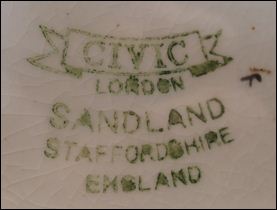 CIVIC
LONDON
SANDLAND
STAFFORDSHIRE
ENGLAND